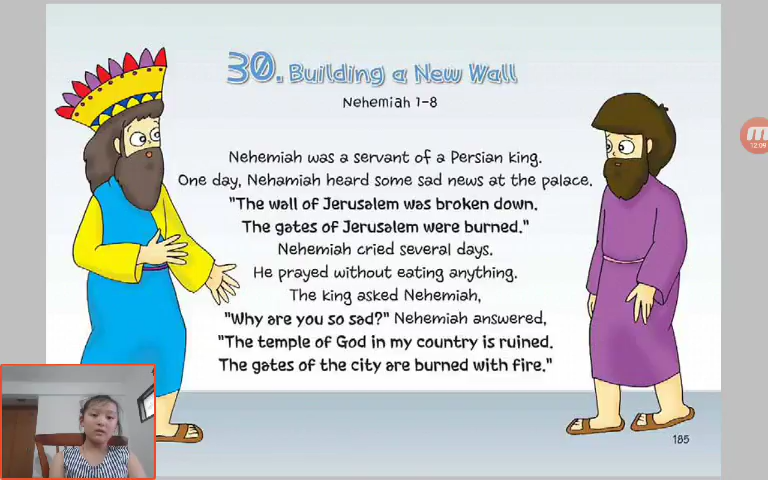 30. Building a New Wall
Nehemiah 1-8
Nehemiah was a servant of a Persian king.
One day, Nehamiah heard some sad news at the palace.
"The wall of Jerusalem was broken down.
The gates of Jerusalem were burned."
Nehemiah cried several days.
He prayed without eating anything.
The king asked Nehemiah,
"Why are you so sad?" Nehemiah answered,
"The temple of God in my country is ruined.
The gates of the city are burned with fire."
185
M
12:09